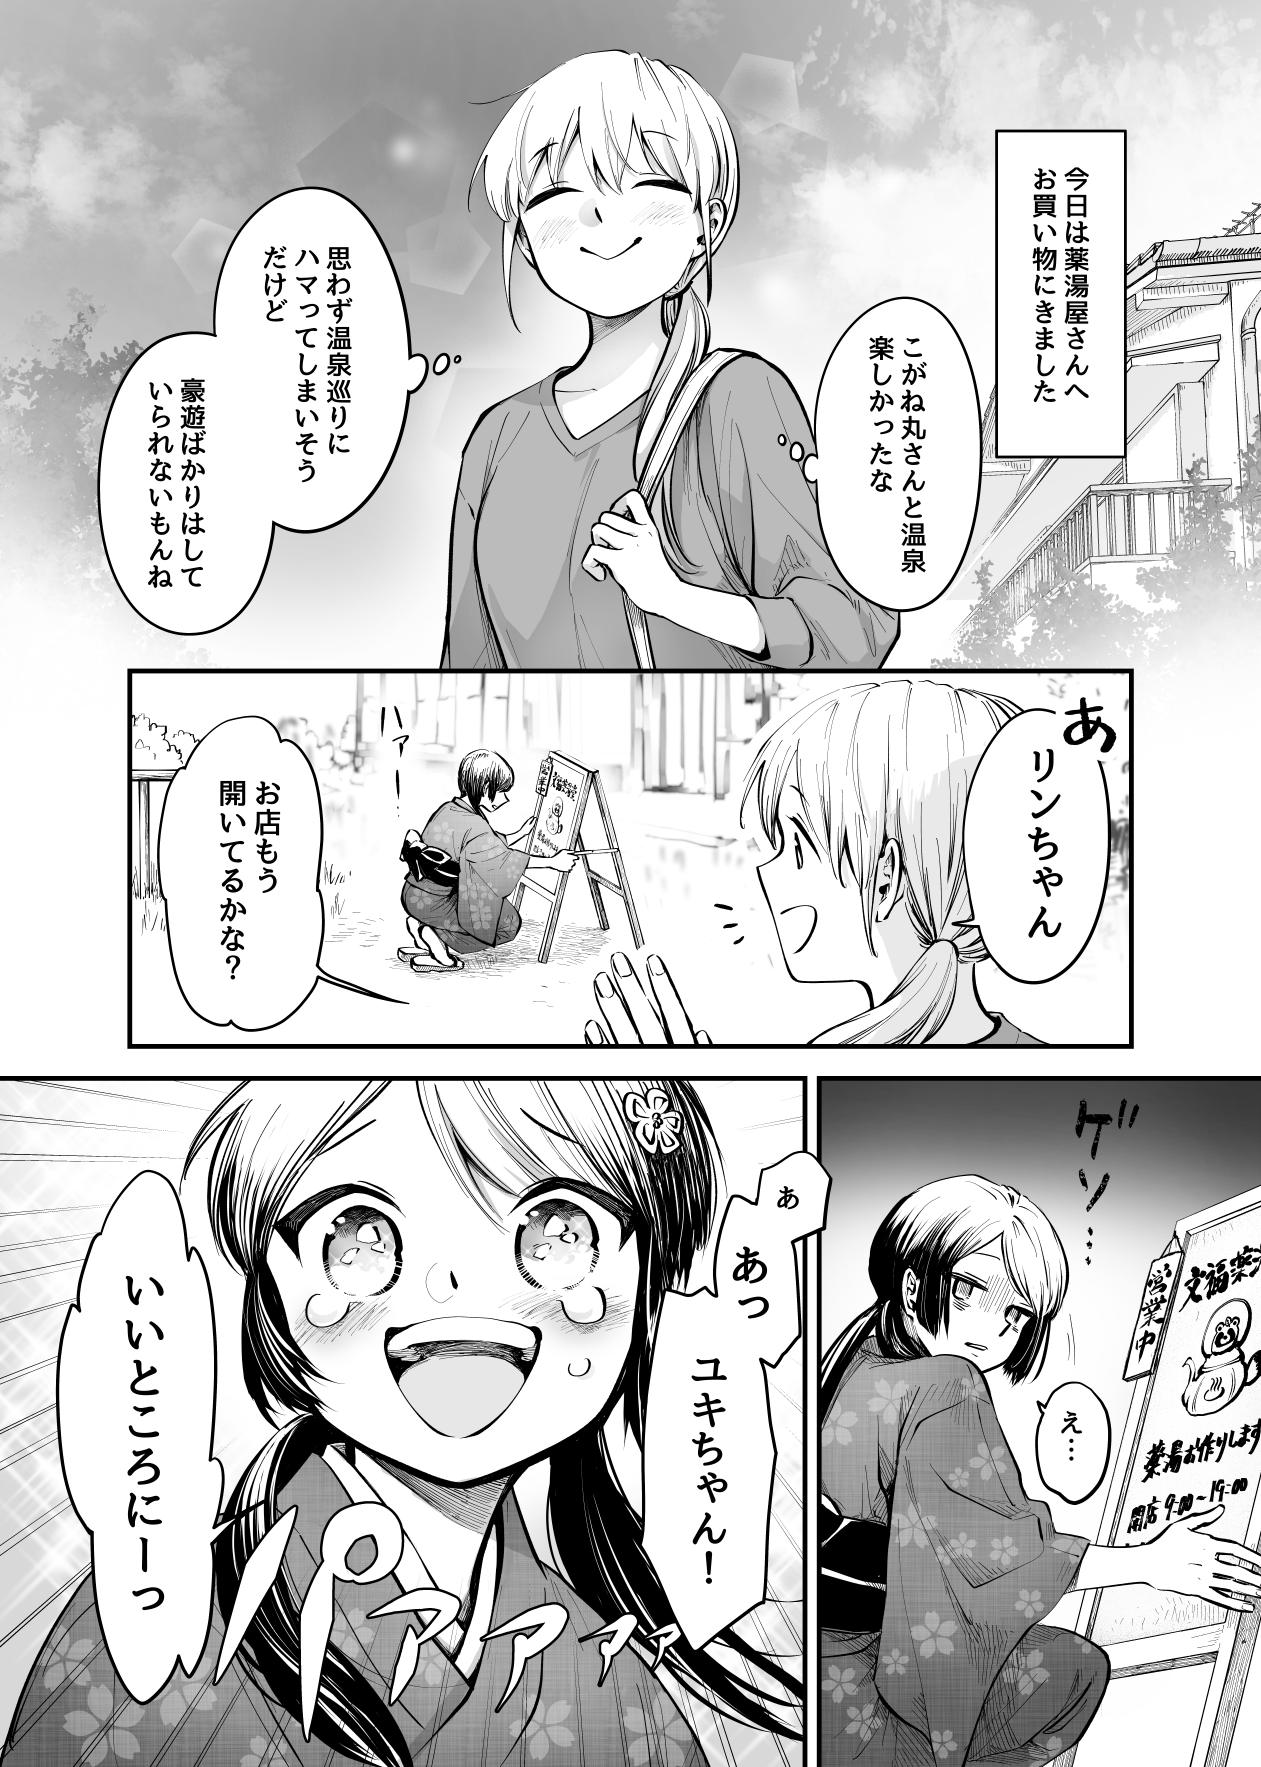 今日は薬湯屋さんへ
お買い物にきました
こがね丸さんと温泉
楽しかったな
思わず温泉巡りに
ハマってしまいそう
だけど
豪遊ばかりはして
いられないもんね
あ
リンちゃん
ハァー
営業中
お店もう
開いてるかな？
ゲソ…
え…
営業中
文福薬湯
薬湯お作りします
開店9:00～19:00
あ
あっ
ユキちゃん！
パァァァァ
いいところにーっ